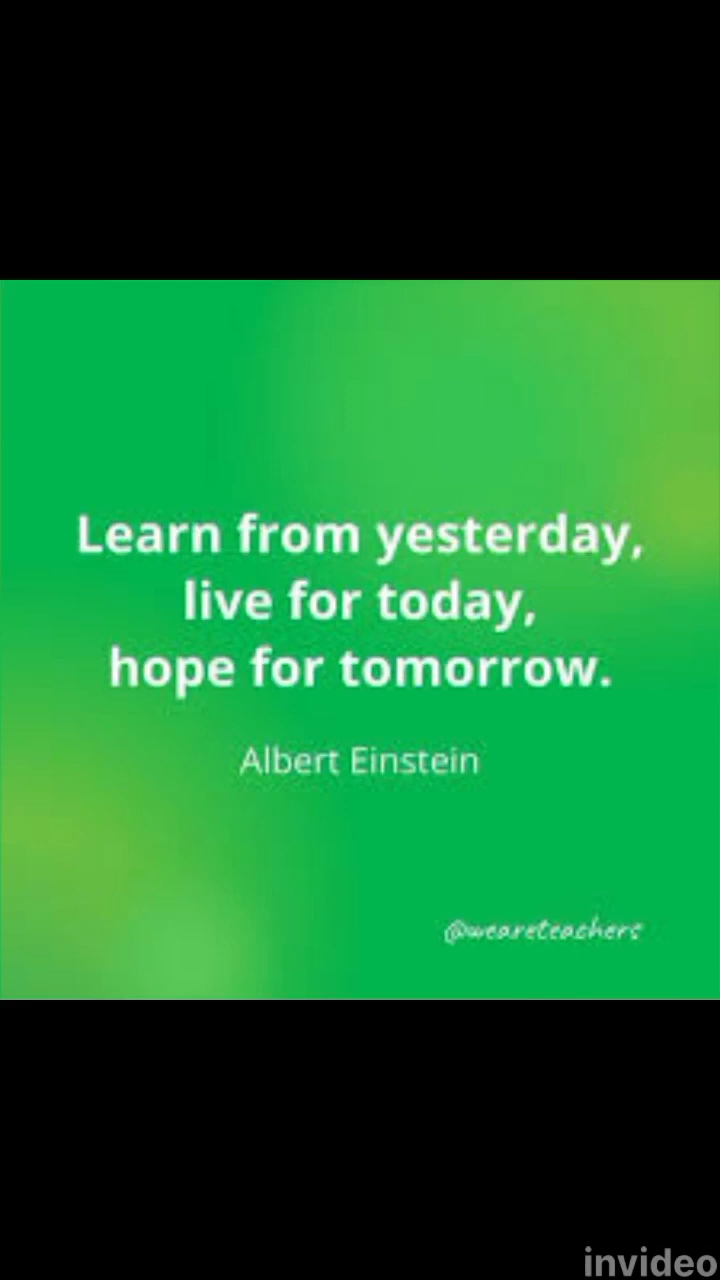 Learn from yesterday,
live for today,
hope for tomorrow.
Albert Einstein
@weareteachers
invideo